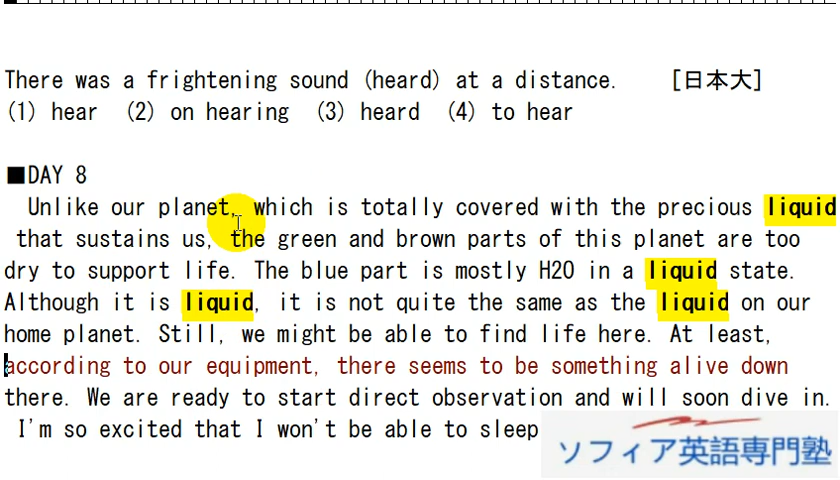 There was a frightening sound (heard) at a distance. [日本大]
(1) hear (2) on hearing (3) heard (4) to hear
■DAY 8
Unlike our planet, which is totally covered with the precious liquid
that sustains us, the green and brown parts of this planet are too
dry to support life. The blue part is mostly H2O in a liquid state.
Although it is liquid, it is not quite the same as the liquid on our
home planet. Still, we might be able to find life here. At least,
according to our equipment, there seems to be something alive down
there. We are ready to start direct observation and will soon dive in.
I'm so excited that I won't be able to sleep
ソフィア英語専門塾